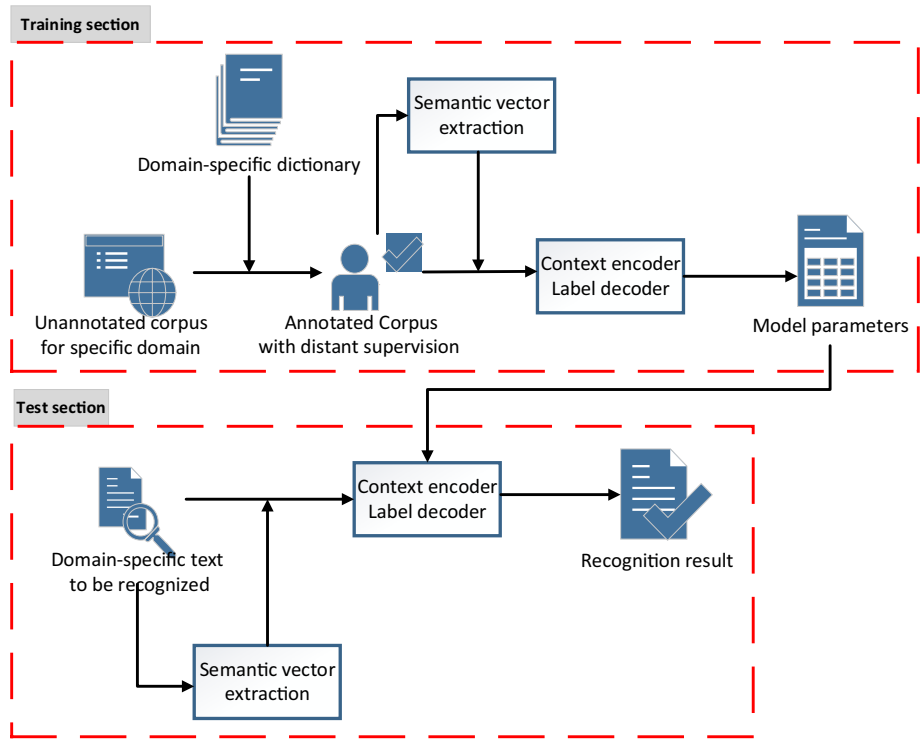 Training section
Semantic vector
extraction
Domain-specific dictionary
Context encoder
Label decoder
Unannotated corpus
for specific domain
Annotated Corpus
with distant supervision
Model parameters
Test section
Context encoder
Label decoder
Domain-specific text
to be recognized
Recognition result
Semantic vector
extraction